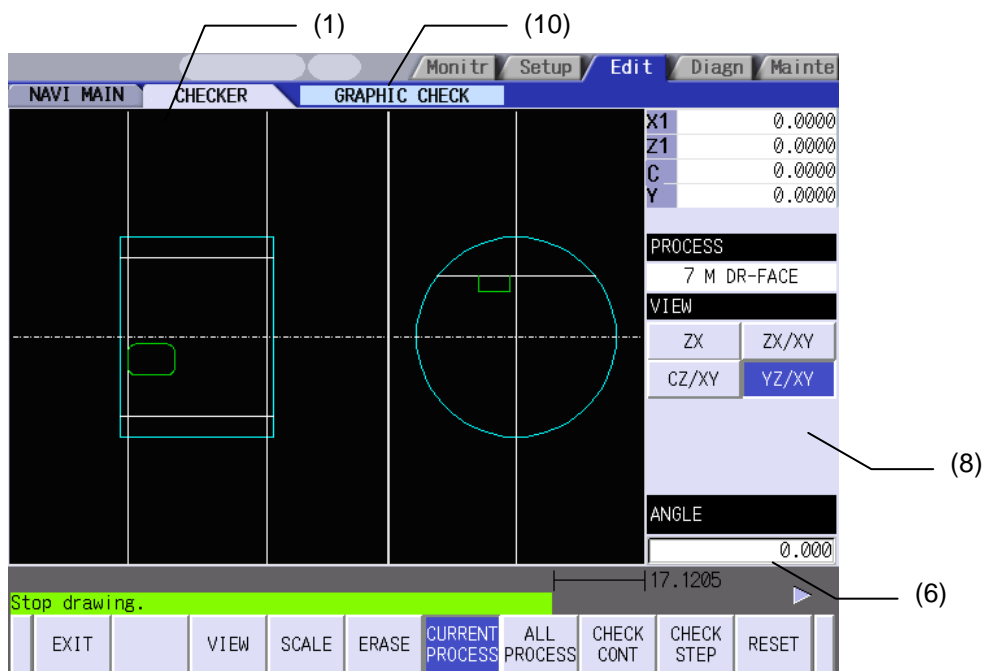 (1) (10)
Monitr Setup Edit Diagn Mainte
NAVI MAIN CHECKER GRAPHIC CHECK
X1 0.0000
Z1 0.0000
C 0.0000
Y 0.0000
PROCESS
7 M DR-FACE
VIEW
ZX ZX/XY
CZ/XY YZ/XY
(8)
ANGLE
0.000
(6)
17.1205
Stop drawing.
EXIT VIEW SCALE ERASE CURRENT PROCESS ALL PROCESS CHECK CONT CHECK STEP RESET